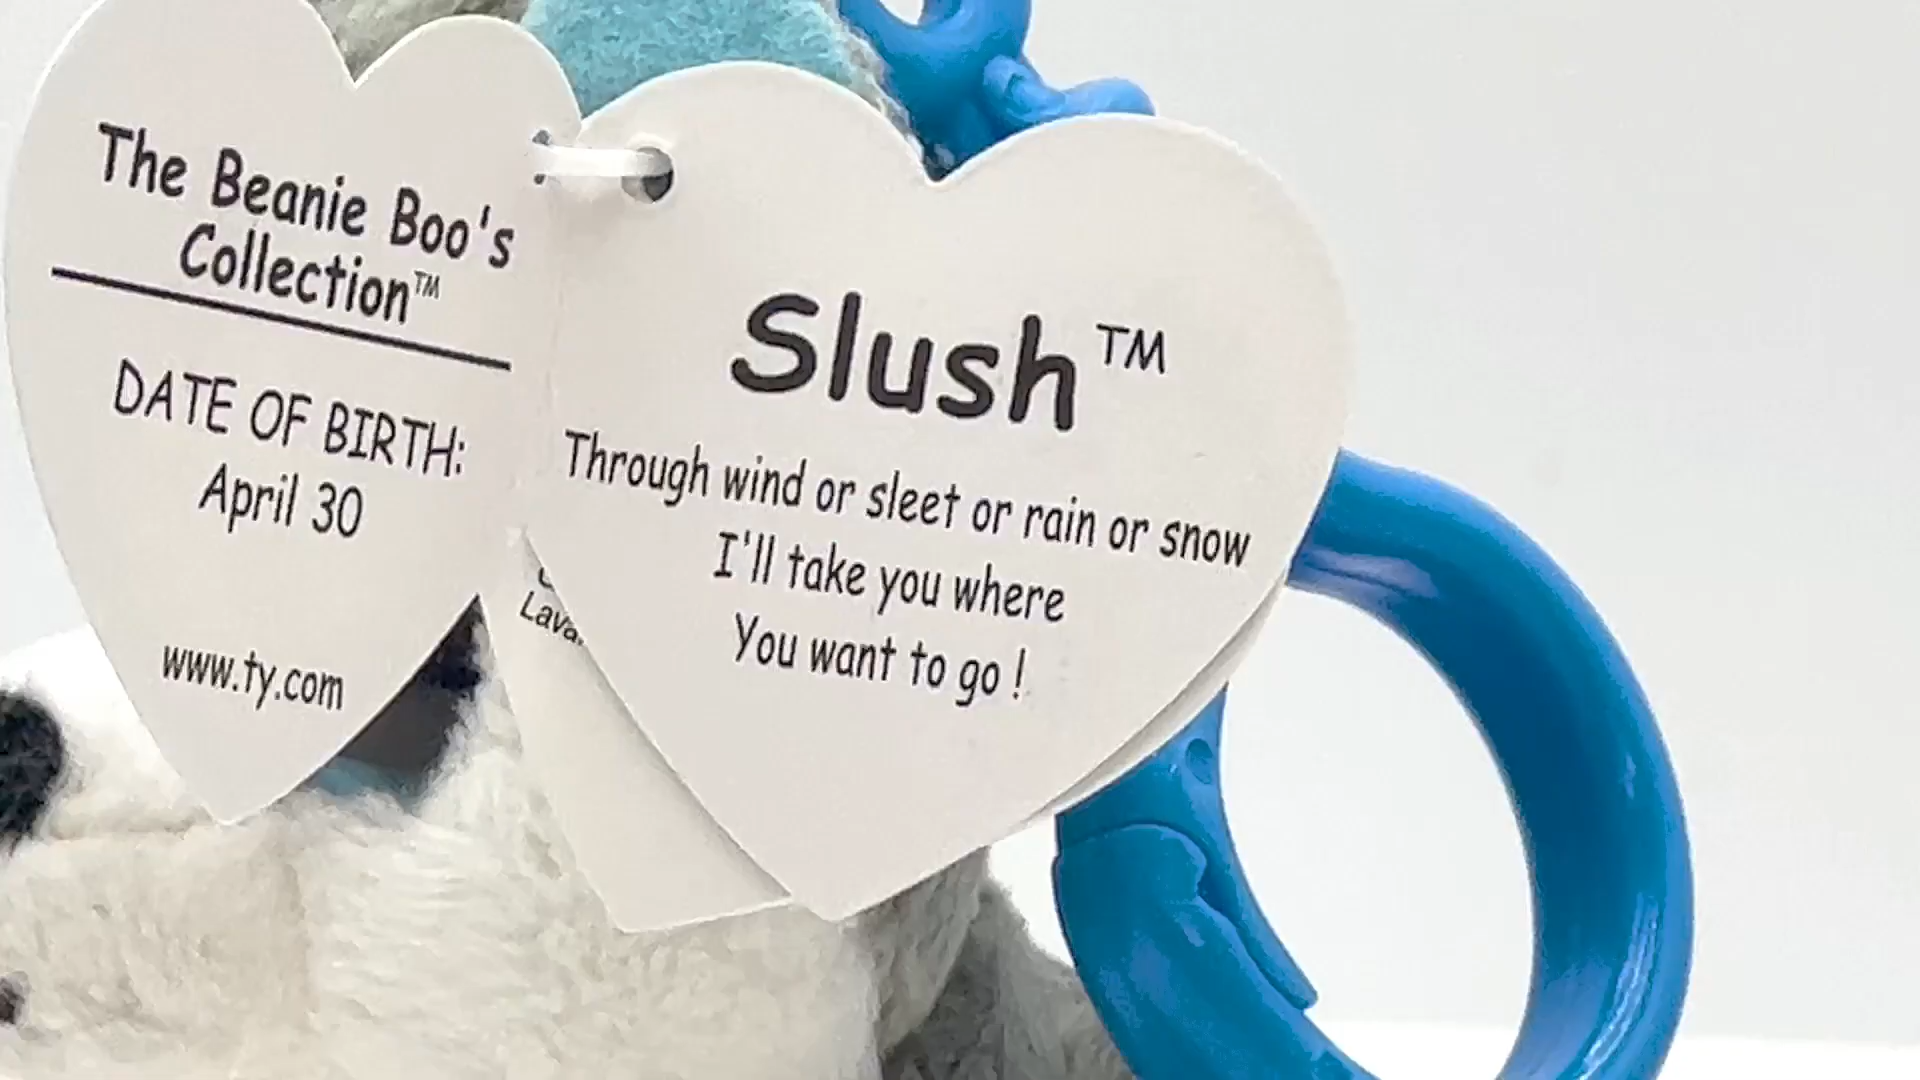 The Beanie Boo's
Collection™
DATE OF BIRTH:
April 30
www.ty.com
Slush™
Through wind or sleet or rain or snow
I'll take you where
You want to go !